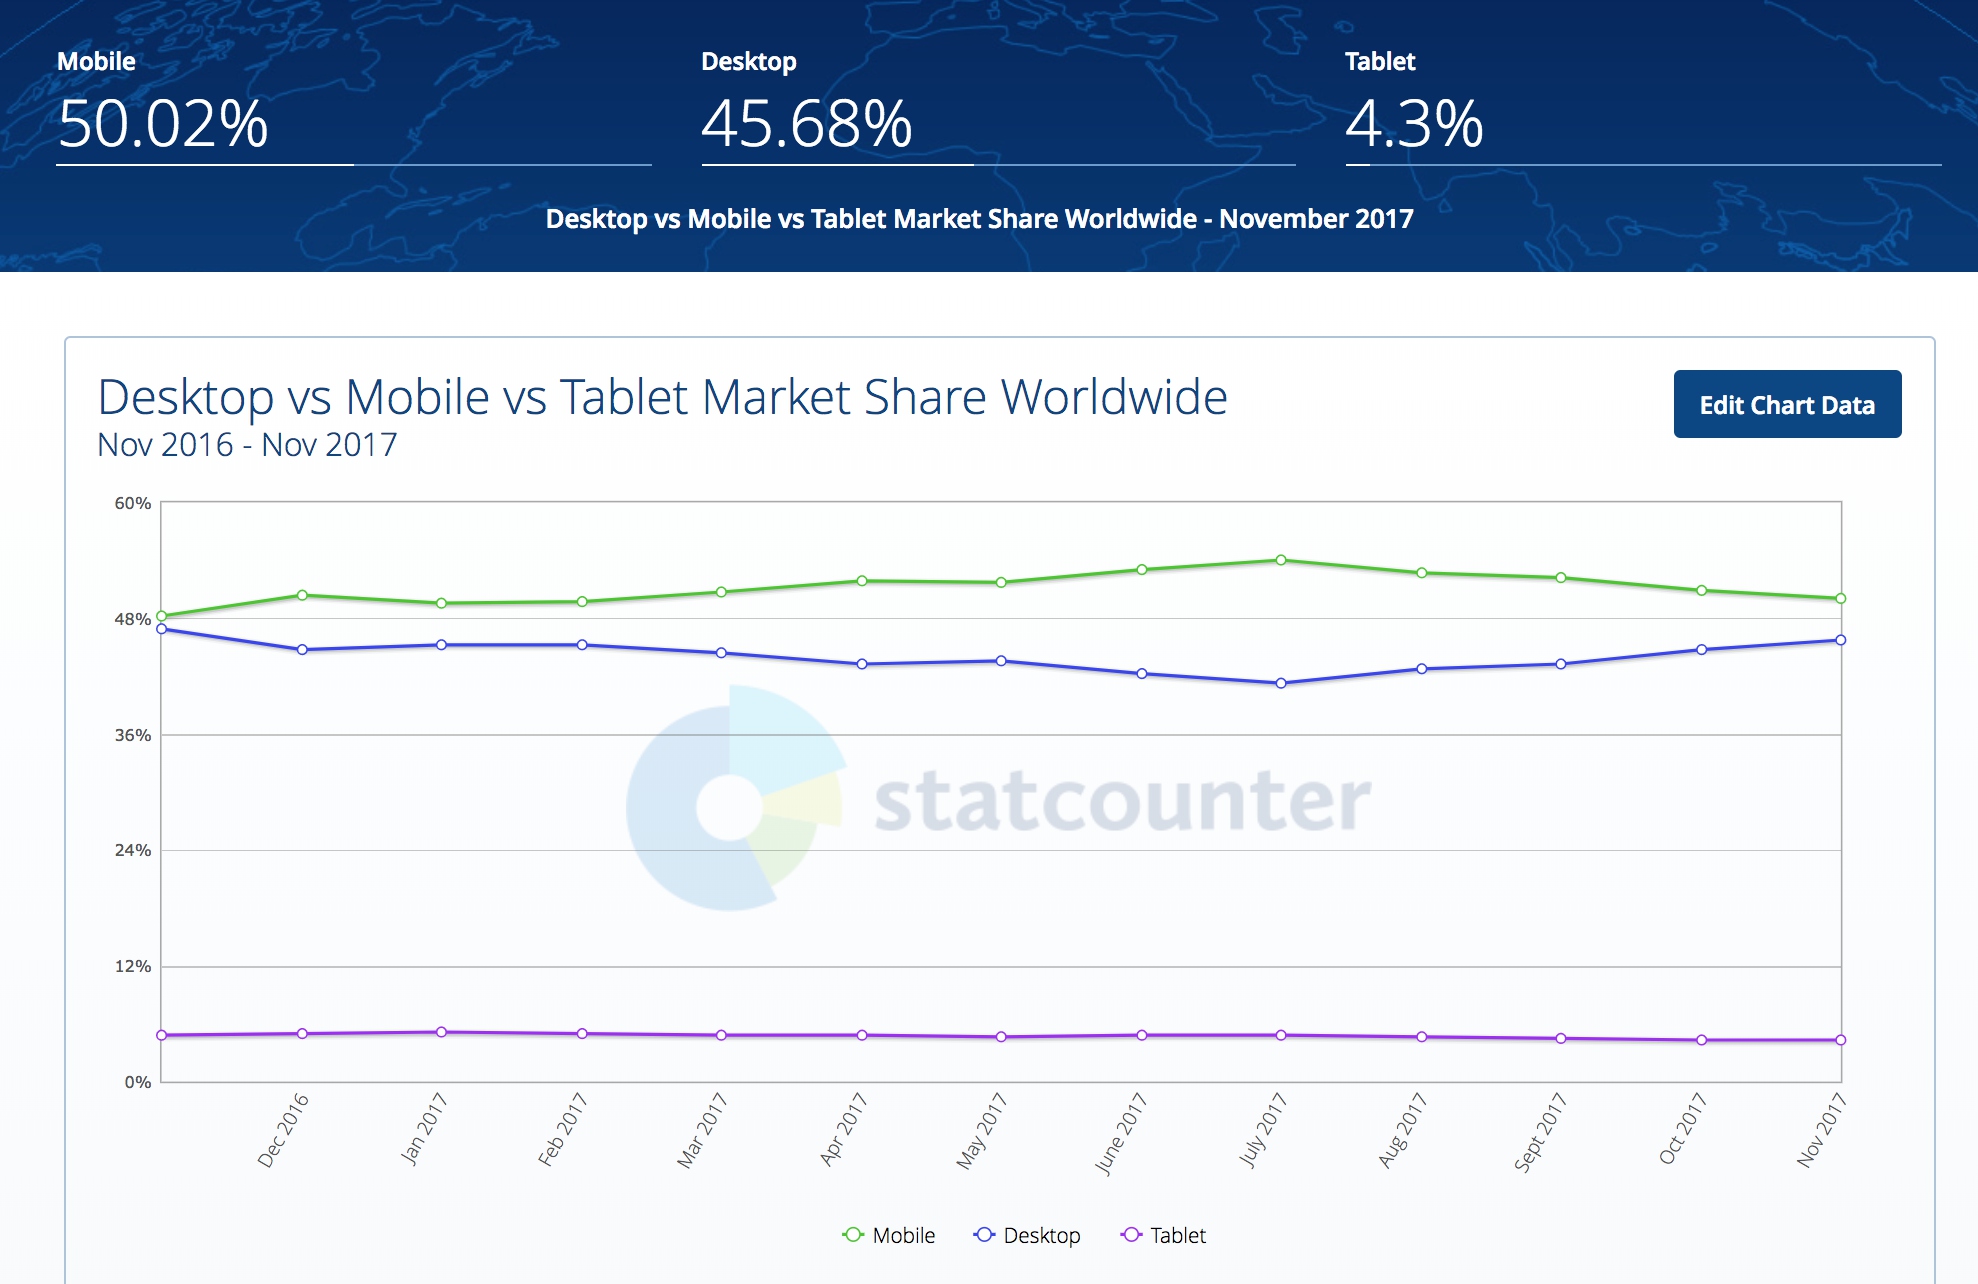 Mobile
50.02%
Desktop
45.68%
Tablet
4.3%
Desktop vs Mobile vs Tablet Market Share Worldwide - November 2017
Desktop vs Mobile vs Tablet Market Share Worldwide
Nov 2016 - Nov 2017
Edit Chart Data
60%
48%
36%
24%
12%
0%
statcounter
Dec 2016
Jan 2017
Feb 2017
Mar 2017
Apr 2017
May 2017
June 2017
July 2017
Aug 2017
Sept 2017
Oct 2017
Nov 2017
Mobile
Desktop
Tablet